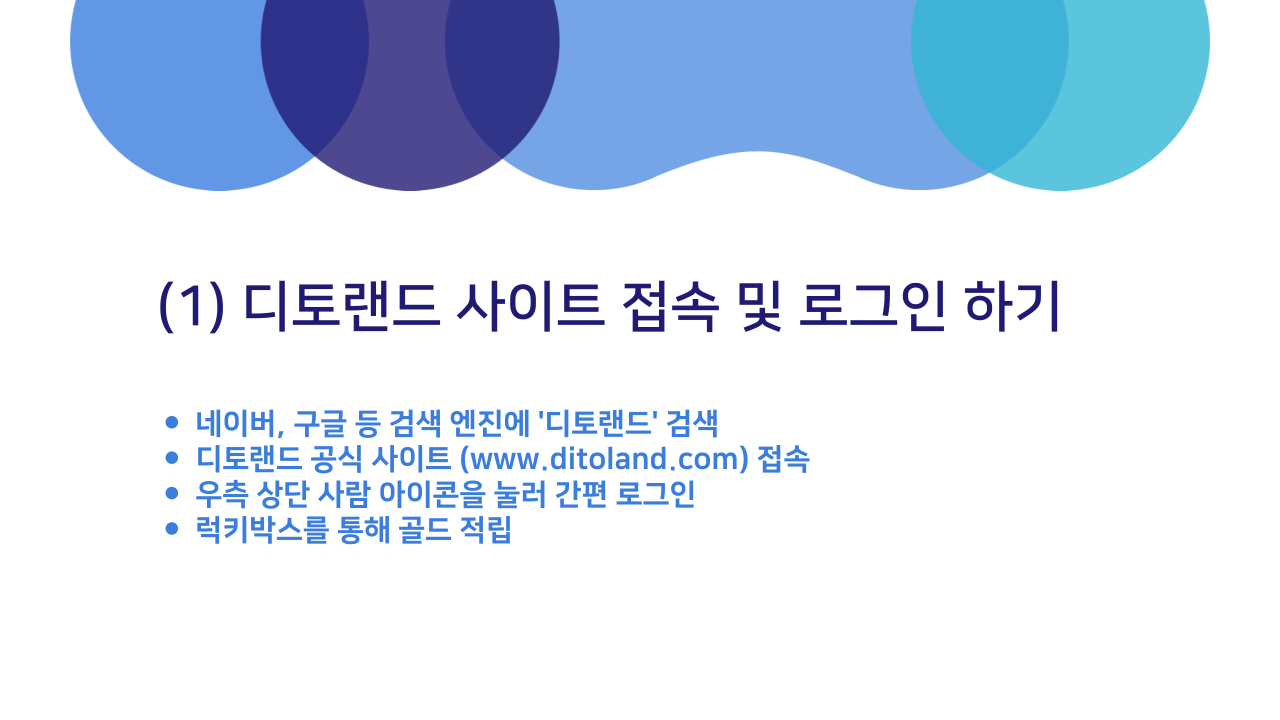 (1) 디토랜드 사이트 접속 및 로그인 하기
• 네이버, 구글 등 검색 엔진에 '디토랜드' 검색
• 디토랜드 공식 사이트 (www.ditoland.com) 접속
• 우측 상단 사람 아이콘을 눌러 간편 로그인
• 럭키박스를 통해 골드 적립